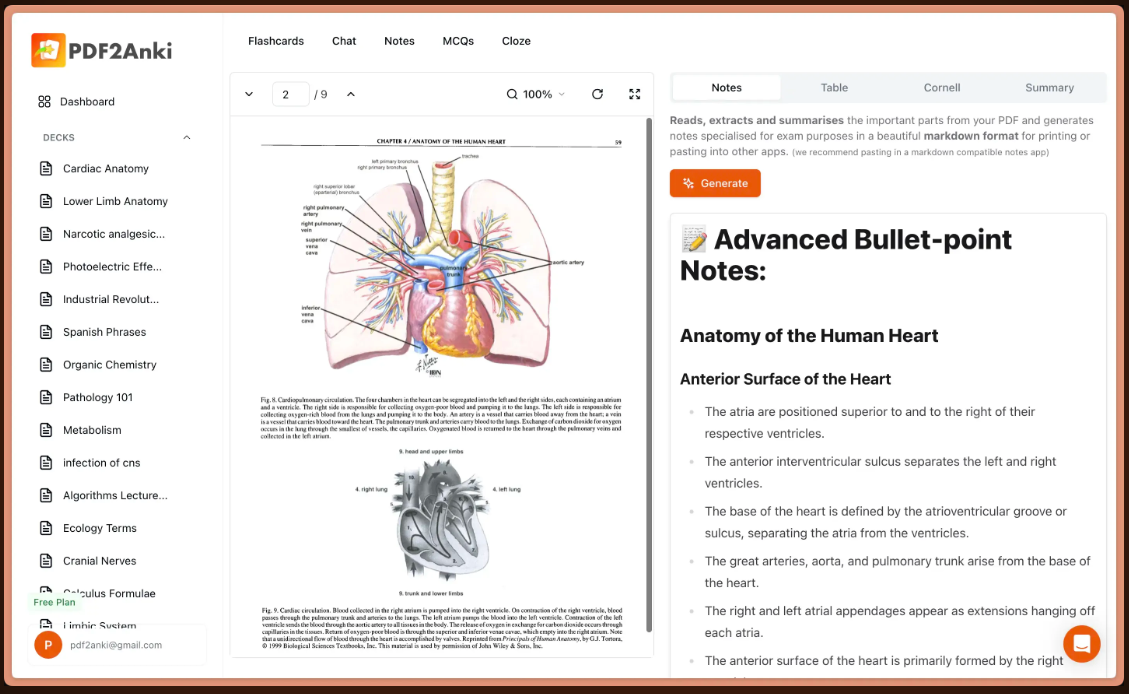 PDF2Anki
Flashcards
Chat
Notes
MCQs
Cloze
Dashboard
DECKS
Cardiac Anatomy
Lower Limb Anatomy
Narcotic analgesic...
Photoelectric Effe...
Industrial Revolut...
Spanish Phrases
Organic Chemistry
Pathology 101
Metabolism
infection of cns
Algorithms Lecture...
Ecology Terms
Cranial Nerves
Calculus Formulae
Free Plan
Limbic System
P
pdf2anki@gmail.com
2 / 9
100%
CHAPTER 4 / ANATOMY OF THE HUMAN HEART
59
left primary bronchus
right primary bronchus
trachea
right superior lobar
(eparterial) bronchus
right pulmonary
artery
right pulmonary
vein
superior
vena
cava
pulmonary
trunk
aortic artery
inferior
vena
cava
Fig. 8. Cardiopulmonary circulation. The four chambers in the heart can be segregated into the left and the right sides, each containing an atrium
and a ventricle. The right side is responsible for collecting oxygen-poor blood and pumping it to the lungs. The left side is responsible for
collecting oxygen-rich blood from the lungs and pumping it to the body. An artery is a vessel that carries blood away from the heart; a vein
is a vessel that carries blood toward the heart. The pulmonary trunk and arteries carry blood to the lungs. Exchange of carbon dioxide for oxygen
occurs in the lung through the smallest of vessels, the capillaries. Oxygenated blood is returned to the heart through the pulmonary veins and
collected in the left atrium.
9. head and upper limbs
4. right lung
4. left lung
9. trunk and lower limbs
Fig. 9. Cardiac circulation. Blood collected in the right atrium is pumped into the right ventricle. On contraction of the right ventricle, blood
passes through the pulmonary trunk and arteries to the lungs. The left atrium pumps the blood into the left ventricle. Contraction of the left
ventricle sends the blood through the aortic artery to all tissues in the body. The release of oxygen in exchange for carbon dioxide occurs through
capillaries in the tissues. Return of oxygen-poor blood is through the superior and inferior venae cavae, which empty into the right atrium. Note
that a unidirectional flow of blood through the heart is accomplished by valves. Reprinted from Principals of Human Anatomy, by G.J. Tortora,
© 1999 Biological Sciences Textbooks, Inc. This material is used by permission of John Wiley & Sons, Inc.
Notes
Table
Cornell
Summary
Reads, extracts and summarises the important parts from your PDF and generates
notes specialised for exam purposes in a beautiful markdown format for printing or
pasting into other apps. (we recommend pasting in a markdown compatible notes app)
Generate
Advanced Bullet-point
Notes:
Anatomy of the Human Heart
Anterior Surface of the Heart
The atria are positioned superior to and to the right of their
respective ventricles.
The anterior interventricular sulcus separates the left and right
ventricles.
The base of the heart is defined by the atrioventricular groove or
sulcus, separating the atria from the ventricles.
The great arteries, aorta, and pulmonary trunk arise from the base of
the heart.
The right and left atrial appendages appear as extensions hanging off
each atria.
The anterior surface of the heart is primarily formed by the right